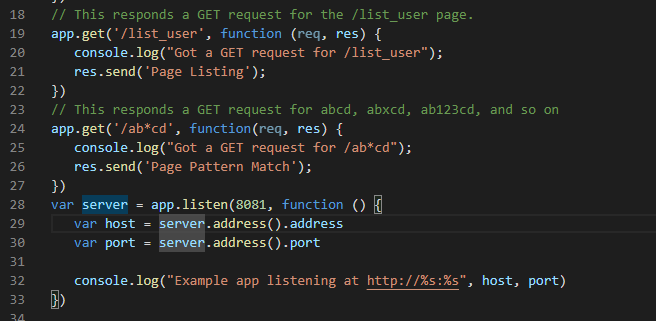 18 // This responds a GET request for the /list_user page.
19 app.get('/list_user', function (req, res) {
20    console.log("Got a GET request for /list_user");
21    res.send('Page Listing');
22 })
23 // This responds a GET request for abcd, abxcd, ab123cd, and so on
24 app.get('/ab*cd', function(req, res) {
25    console.log("Got a GET request for /ab*cd");
26    res.send('Page Pattern Match');
27 })
28 var server = app.listen(8081, function () {
29    var host = server.address().address
30    var port = server.address().port
31
32    console.log("Example app listening at http://%s:%s", host, port)
33 })
34